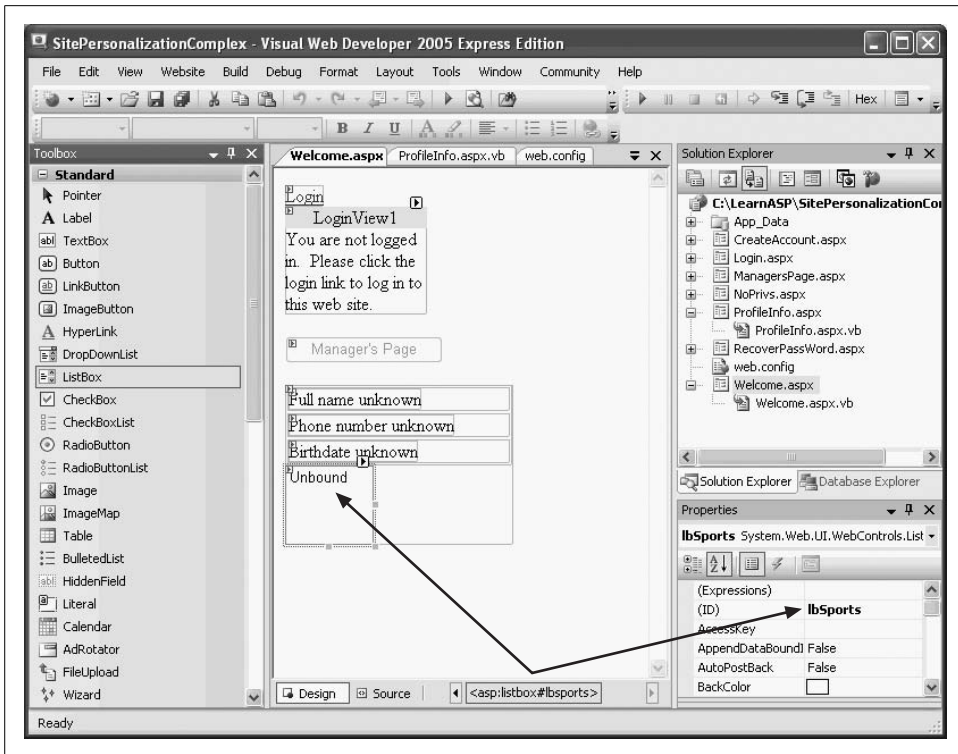 SitePersonalizationComplex - Visual Web Developer 2005 Express Edition
File Edit View Website Build Debug Format Layout Tools Window Community Help
Hex
B I U A
Toolbox
Standard
Pointer
A Label
abl TextBox
ab Button
ab LinkButton
ImageButton
A HyperLink
DropDownList
ListBox
CheckBox
CheckBoxList
RadioButton
RadioButtonList
Image
ImageMap
Table
BulletedList
abl HiddenField
Literal
Calendar
AdRotator
FileUpload
Wizard
Welcome.aspx ProfileInfo.aspx.vb web.config
Login
LoginView1
You are not logged
in. Please click the
login link to log in to
this web site.
Manager's Page
Full name unknown
Phone number unknown
Birthdate unknown
Unbound
Design Source <asp:listbox#lbsports>
Solution Explorer
C:\LearnASP\SitePersonalizationCor
App_Data
CreateAccount.aspx
Login.aspx
ManagersPage.aspx
NoPrivs.aspx
ProfileInfo.aspx
ProfileInfo.aspx.vb
RecoverPassWord.aspx
web.config
Welcome.aspx
Welcome.aspx.vb
Solution Explorer Database Explorer
Properties
lbSports System.Web.UI.WebControls.List
(Expressions)
(ID) lbSports
AccessKey
AppendDataBoundI False
AutoPostBack False
BackColor
Ready